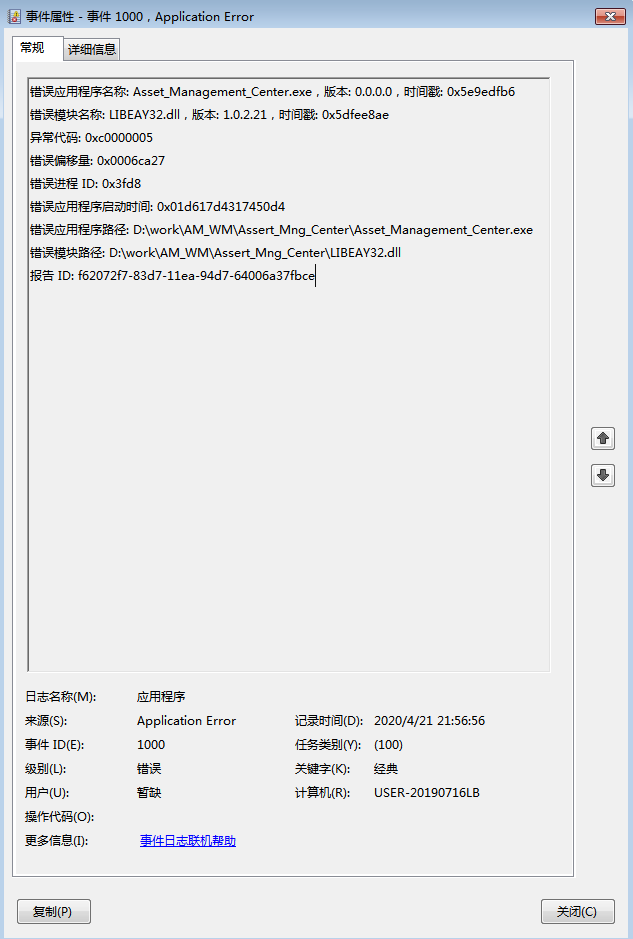 事件属性 - 事件 1000，Application Error
常规 详细信息
错误应用程序名称: Asset_Management_Center.exe，版本: 0.0.0.0，时间戳: 0x5e9edfb6
错误模块名称: LIBEAY32.dll，版本: 1.0.2.21，时间戳: 0x5dfee8ae
异常代码: 0xc0000005
错误偏移量: 0x0006ca27
错误进程 ID: 0x3fd8
错误应用程序启动时间: 0x01d617d4317450d4
错误应用程序路径: D:\work\AM_WM\Assert_Mng_Center\Asset_Management_Center.exe
错误模块路径: D:\work\AM_WM\Assert_Mng_Center\LIBEAY32.dll
报告 ID: f62072f7-83d7-11ea-94d7-64006a37fbce
日志名称(M): 应用程序
来源(S): Application Error 记录时间(D): 2020/4/21 21:56:56
事件 ID(E): 1000 任务类别(Y): (100)
级别(L): 错误 关键字(K): 经典
用户(U): 暂缺 计算机(R): USER-20190716LB
操作代码(O):
更多信息(I): 事件日志联机帮助
复制(P) 关闭(C)